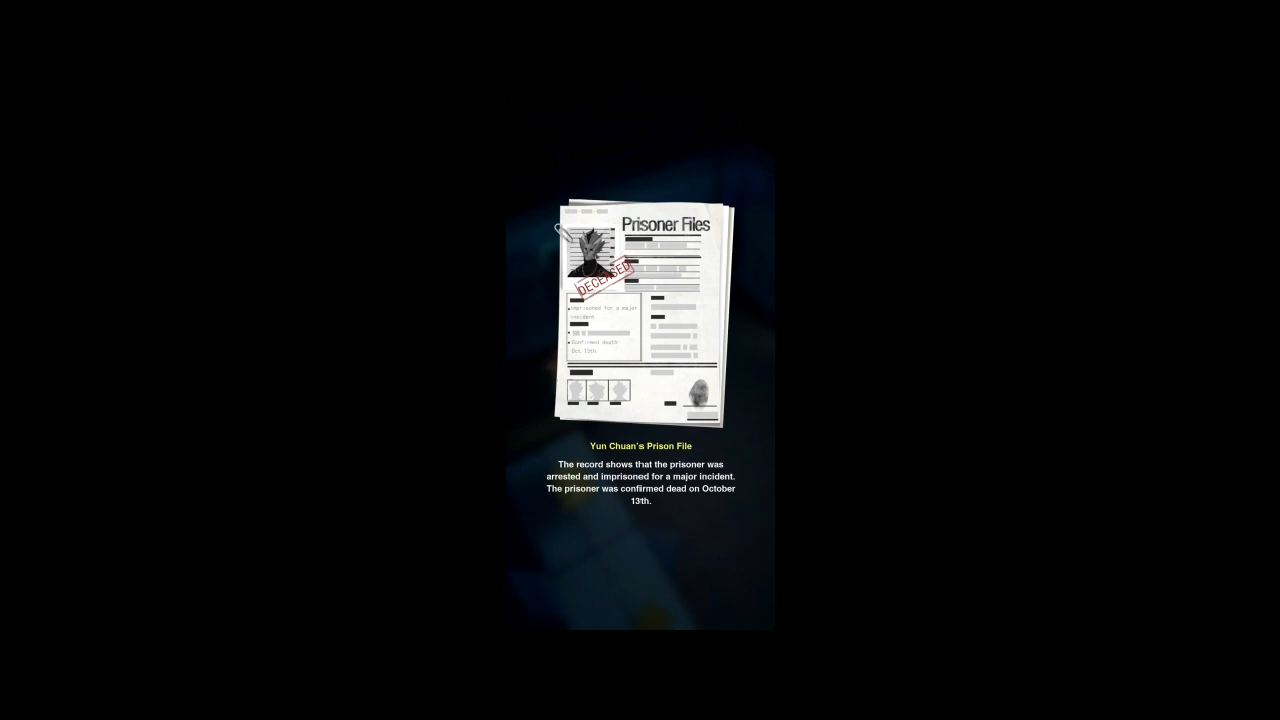 Prisoner Files
DECEASED
Imprisoned for a major
incident
Confirmed death
Oct. 13th.
Yun Chuan's Prison File
The record shows that the prisoner was
arrested and imprisoned for a major incident.
The prisoner was confirmed dead on October
13th.